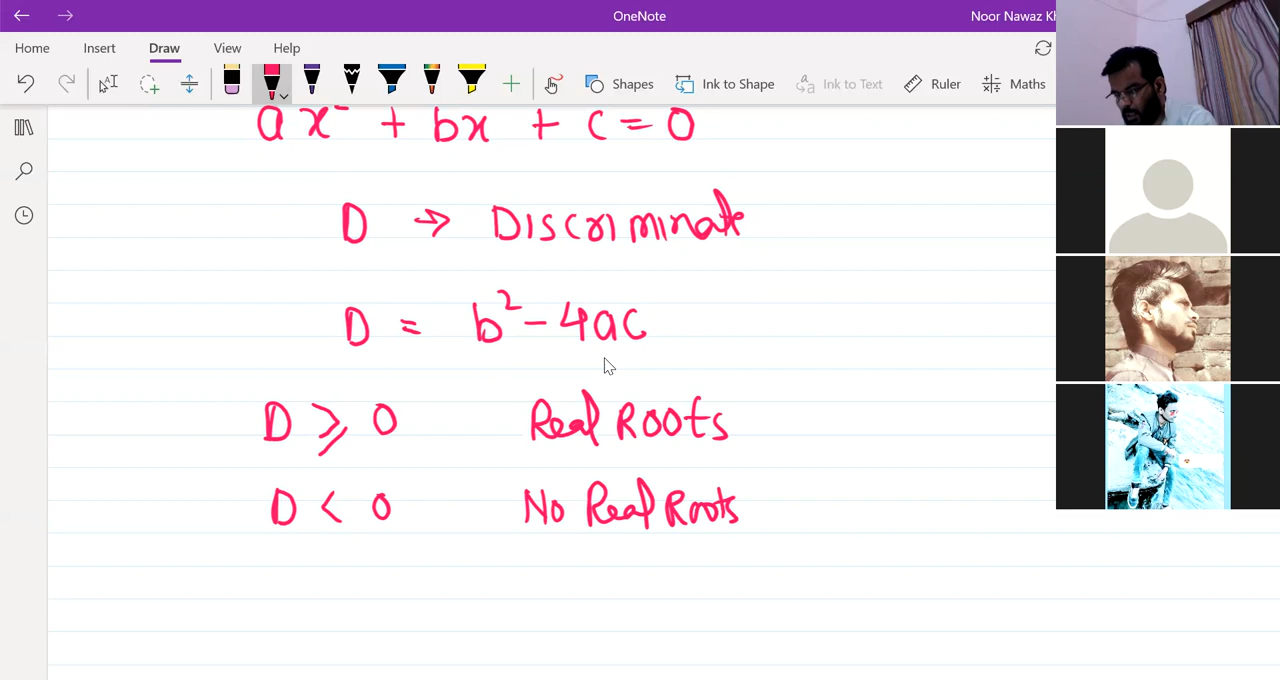 OneNote
Noor Nawaz Kh
Home Insert Draw View Help
Shapes Ink to Shape Ink to Text Ruler Maths
ax² + bx + c = 0
D → Discriminate
D = b² - 4ac
D ⩾ 0 Real Roots
D < 0 No Real Roots